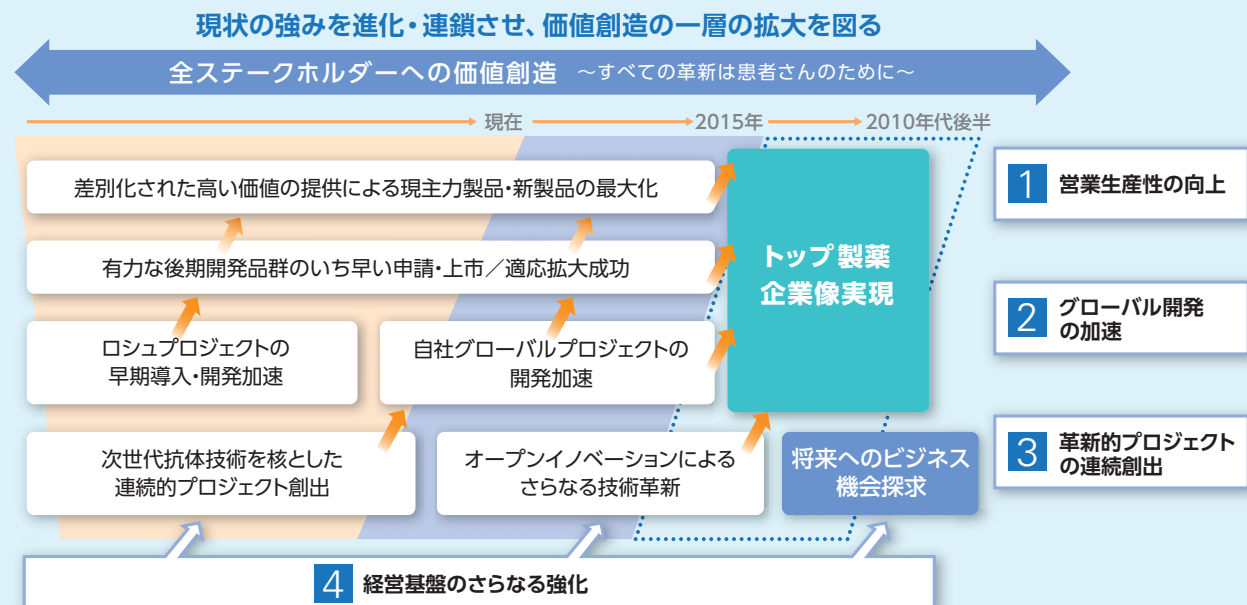 現状の強みを進化・連鎖させ、価値創造の一層の拡大を図る
全ステークホルダーへの価値創造 ~すべての革新は患者さんのために~
現在 2015年 2010年代後半
差別化された高い価値の提供による現主力製品・新製品の最大化
有力な後期開発品群のいち早い申請・上市／適応拡大成功
ロシュプロジェクトの
早期導入・開発加速
自社グローバルプロジェクトの
開発加速
トップ製薬
企業像実現
次世代抗体技術を核とした
連続的プロジェクト創出
オープンイノベーションによる
さらなる技術革新
将来へのビジネス
機会探求
1 営業生産性の向上
2 グローバル開発
の加速
3 革新的プロジェクト
の連続創出
4 経営基盤のさらなる強化